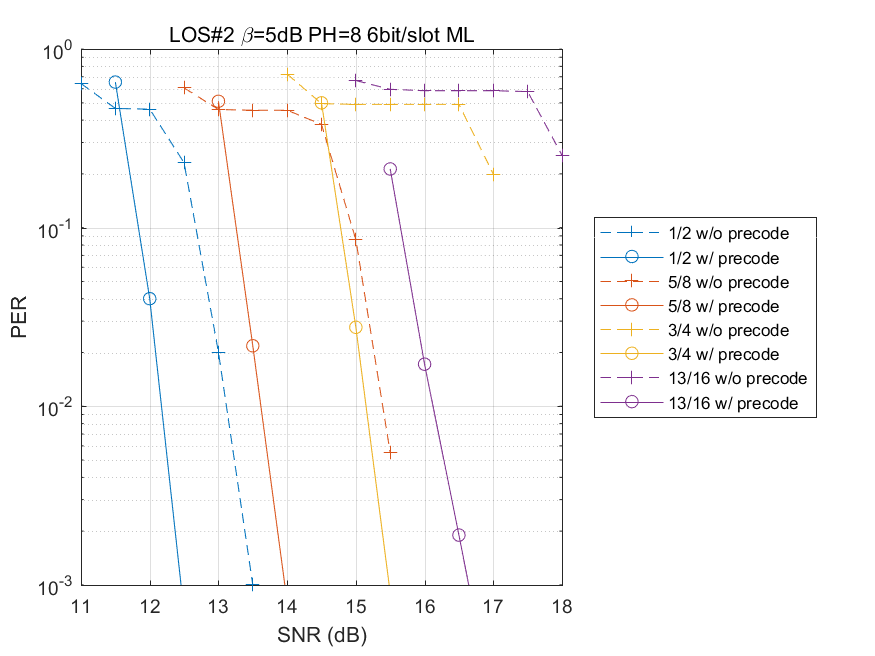 LOS#2 β=5dB PH=8 6bit/slot ML
10^0
10^-1
10^-2
10^-3
PER
11 12 13 14 15 16 17 18
SNR (dB)
1/2 w/o precode
1/2 w/ precode
5/8 w/o precode
5/8 w/ precode
3/4 w/o precode
3/4 w/ precode
13/16 w/o precode
13/16 w/ precode